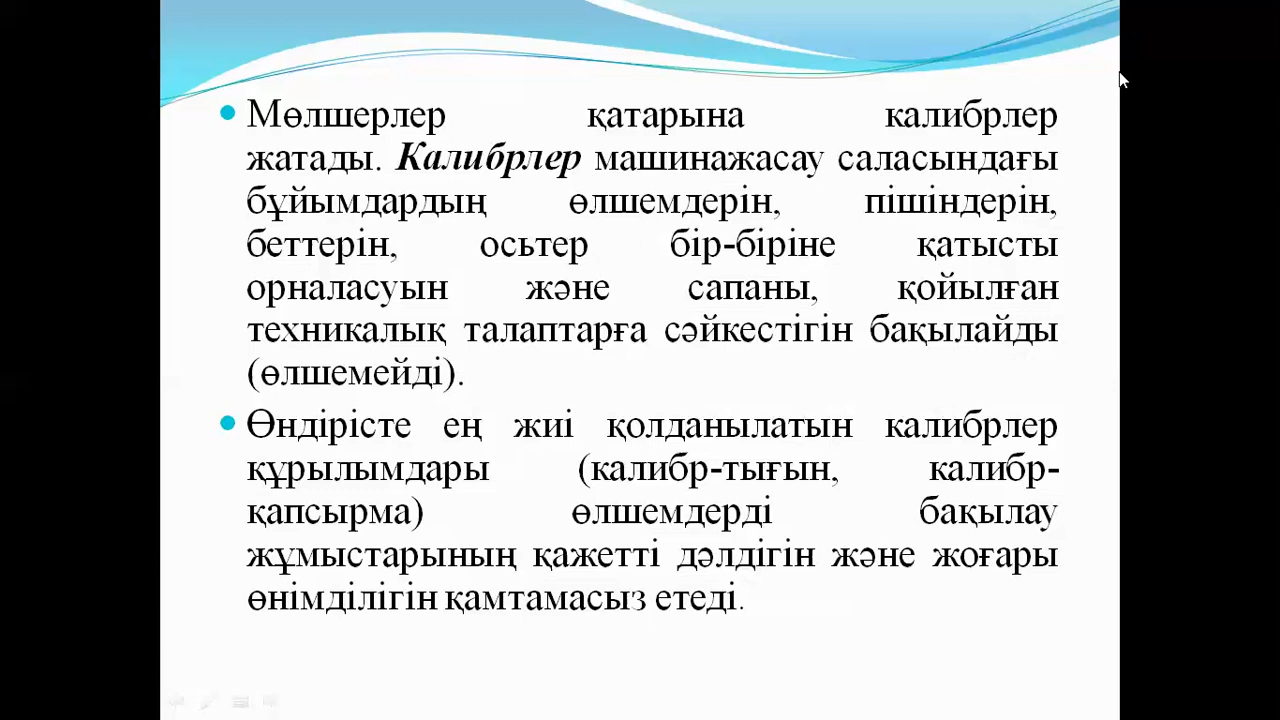 Мөлшерлер қатарына калибрлер
жатады. Калибрлер машинажасау саласындағы
бұйымдардың өлшемдерін, пішіндерін,
беттерін, осьтер бір-біріне қатысты
орналасуын және сапаны, қойылған
техникалық талаптарға сәйкестігін бақылайды
(өлшемейді).
Өндірісте ең жиі қолданылатын калибрлер
құрылымдары (калибр-тығын, калибр-
қапсырма) өлшемдерді бақылау
жұмыстарының қажетті дәлдігін және жоғары
өнімділігін қамтамасыз етеді.